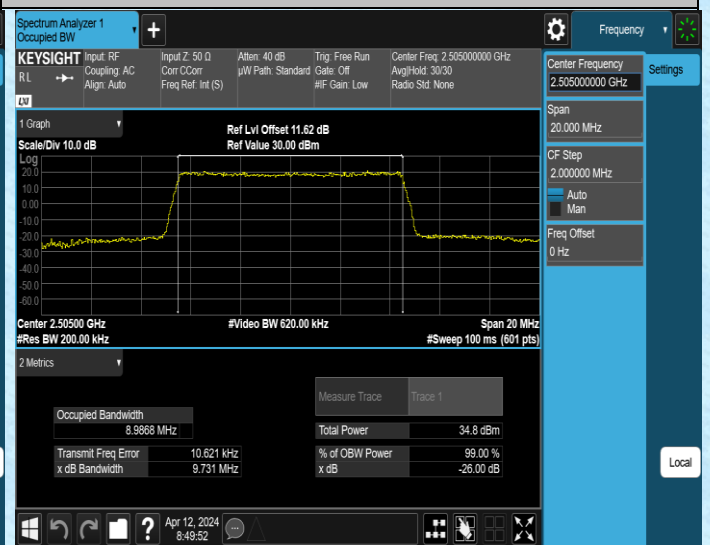 Spectrum Analyzer 1
Occupied BW
+
Frequency
KEYSIGHT
R L
LXI
Input: RF
Coupling: AC
Align: Auto
Input Z: 50 Ω
Corr CCorr
Freq Ref: Int (S)
Atten: 40 dB
µW Path: Standard
Trig: Free Run
Gate: Off
#IF Gain: Low
Center Freq: 2.505000000 GHz
Avg|Hold: 30/30
Radio Std: None
Center Frequency
2.505000000 GHz
Settings
Span
20.000 MHz
CF Step
2.000000 MHz
Auto
Man
Freq Offset
0 Hz
1 Graph
Scale/Div 10.0 dB
Ref Lvl Offset 11.62 dB
Ref Value 30.00 dBm
Log
20.0
10.0
0.00
-10.0
-20.0
-30.0
-40.0
-50.0
-60.0
Center 2.50500 GHz
#Res BW 200.00 kHz
#Video BW 620.00 kHz
Span 20 MHz
#Sweep 100 ms (601 pts)
2 Metrics
Measure Trace
Trace 1
Occupied Bandwidth
8.9868 MHz
Total Power
34.8 dBm
Transmit Freq Error
10.621 kHz
% of OBW Power
99.00 %
x dB Bandwidth
9.731 MHz
x dB
-26.00 dB
Local
?
Apr 12, 2024
8:49:52